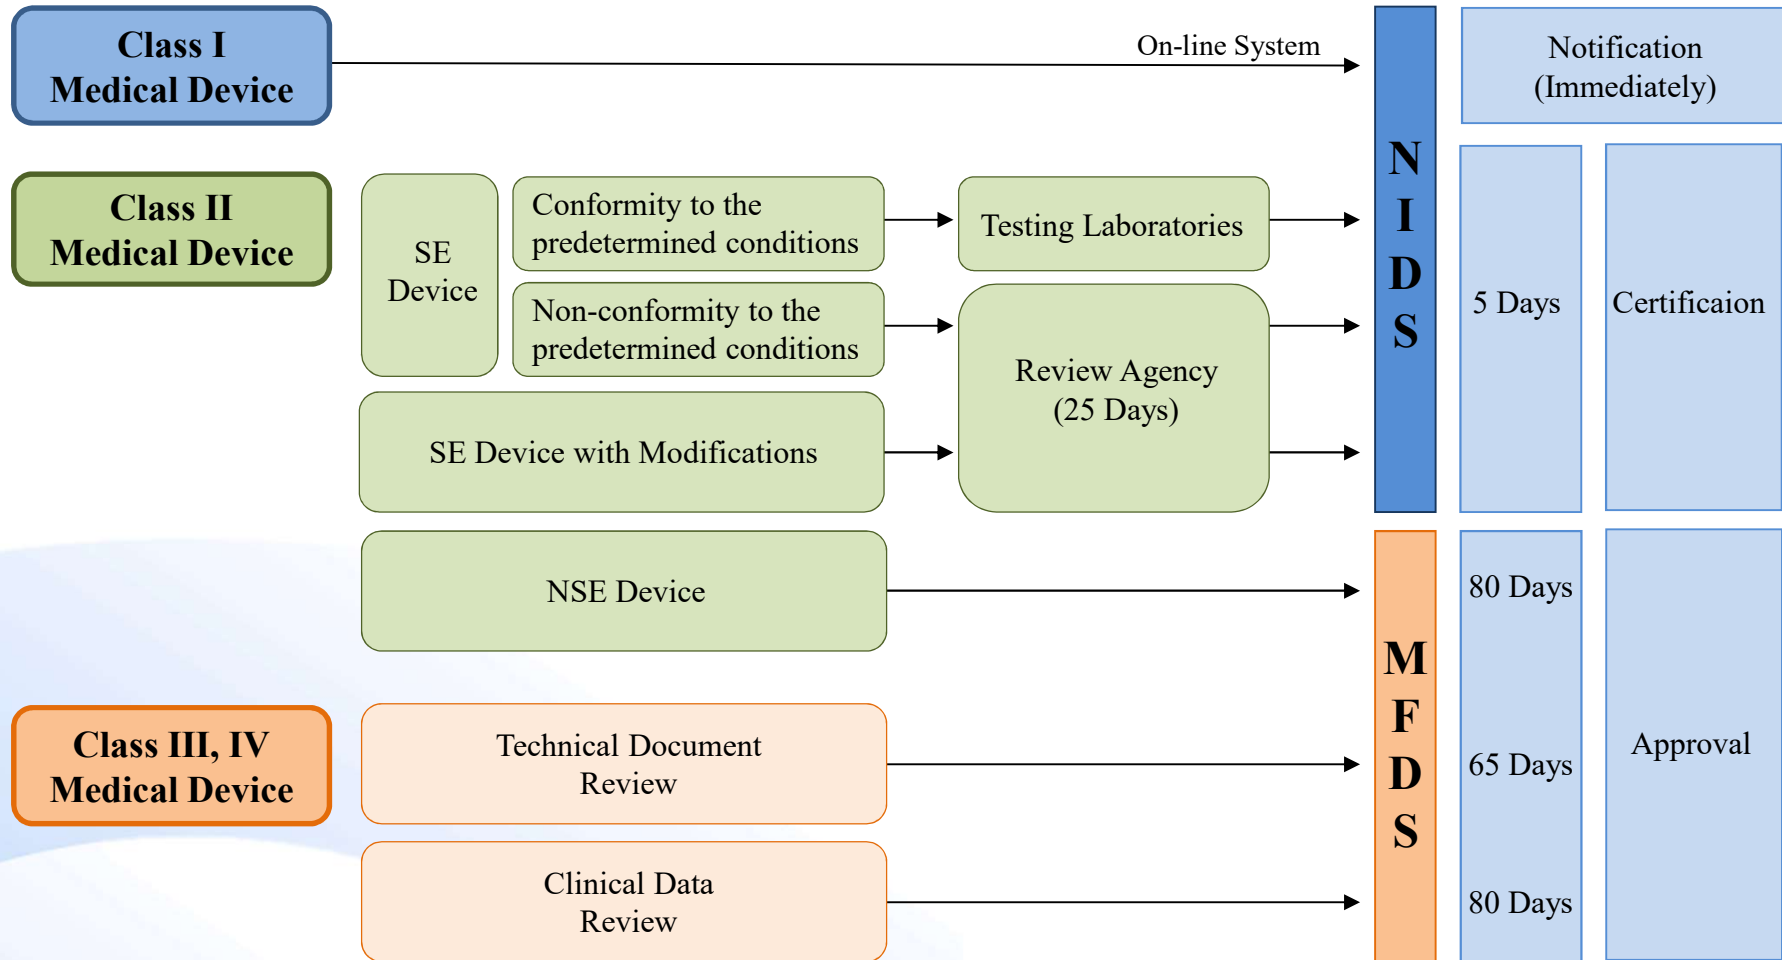 Class I
Medical Device
On-line System
Notification
(Immediately)
Class II
Medical Device
SE
Device
Conformity to the
predetermined conditions
Testing Laboratories
Non-conformity to the
predetermined conditions
Review Agency
(25 Days)
SE Device with Modifications
N
I
D
S
5 Days
Certificaion
NSE Device
80 Days
Class III, IV
Medical Device
Technical Document
Review
65 Days
Clinical Data
Review
80 Days
M
F
D
S
Approval